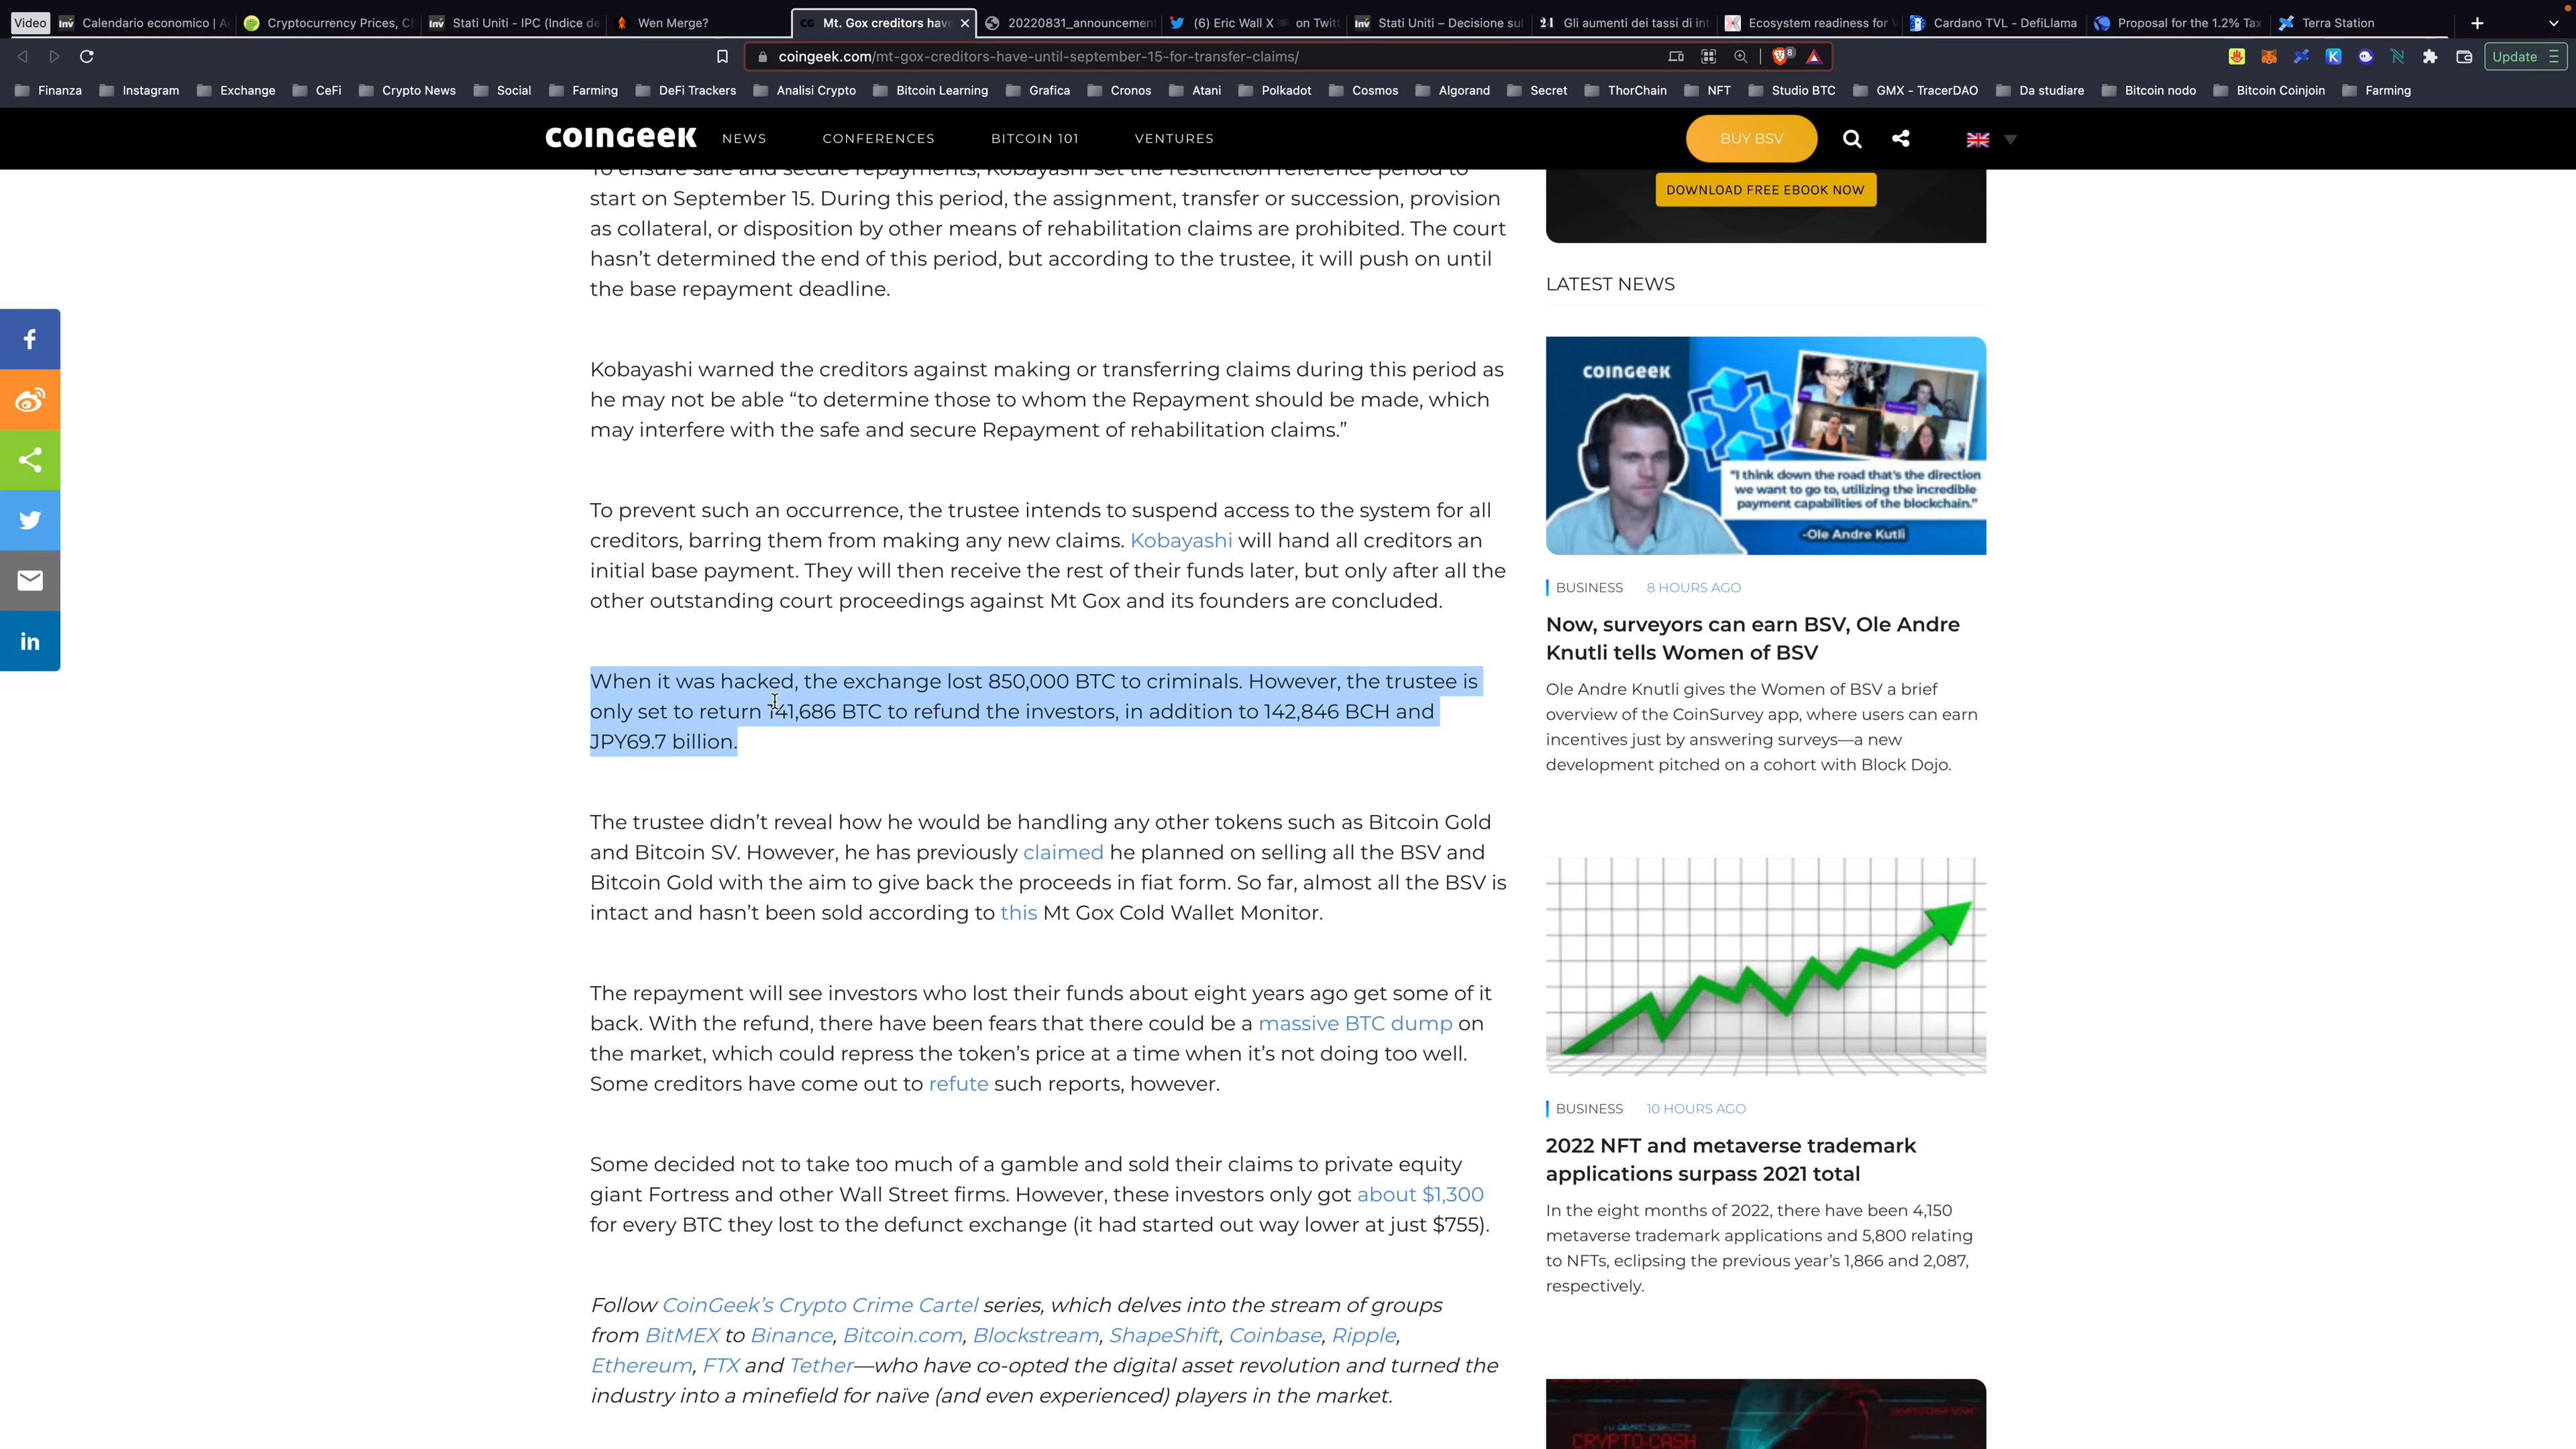 Video
Calendario economico | A
Cryptocurrency Prices, C
Stati Uniti - IPC (Indice de
Wen Merge?
Mt. Gox creditors hav
20220831_announcemen
(6) Eric Wall X on Twitt
Stati Uniti – Decisione sul
Gli aumenti dei tassi di int
Ecosystem readiness for V
Cardano TVL - DefiLlama
Proposal for the 1.2% Tax
Terra Station
coingeek.com/mt-gox-creditors-have-until-september-15-for-transfer-claims/
8
Update
Finanza
Instagram
Exchange
CeFi
Crypto News
Social
Farming
DeFi Trackers
Analisi Crypto
Bitcoin Learning
Grafica
Cronos
Atani
Polkadot
Cosmos
Algorand
Secret
ThorChain
NFT
Studio BTC
GMX - TracerDAO
Da studiare
Bitcoin nodo
Bitcoin Coinjoin
Farming
COINGEEK
NEWS
CONFERENCES
BITCOIN 101
VENTURES
BUY BSV
To ensure safe and secure repayments, Kobayashi set the restriction reference period to
start on September 15. During this period, the assignment, transfer or succession, provision
as collateral, or disposition by other means of rehabilitation claims are prohibited. The court
hasn’t determined the end of this period, but according to the trustee, it will push on until
the base repayment deadline.
Kobayashi warned the creditors against making or transferring claims during this period as
he may not be able “to determine those to whom the Repayment should be made, which
may interfere with the safe and secure Repayment of rehabilitation claims.”
To prevent such an occurrence, the trustee intends to suspend access to the system for all
creditors, barring them from making any new claims. Kobayashi will hand all creditors an
initial base payment. They will then receive the rest of their funds later, but only after all the
other outstanding court proceedings against Mt Gox and its founders are concluded.
When it was hacked, the exchange lost 850,000 BTC to criminals. However, the trustee is
only set to return 141,686 BTC to refund the investors, in addition to 142,846 BCH and
JPY69.7 billion.
The trustee didn’t reveal how he would be handling any other tokens such as Bitcoin Gold
and Bitcoin SV. However, he has previously claimed he planned on selling all the BSV and
Bitcoin Gold with the aim to give back the proceeds in fiat form. So far, almost all the BSV is
intact and hasn’t been sold according to this Mt Gox Cold Wallet Monitor.
The repayment will see investors who lost their funds about eight years ago get some of it
back. With the refund, there have been fears that there could be a massive BTC dump on
the market, which could repress the token’s price at a time when it’s not doing too well.
Some creditors have come out to refute such reports, however.
Some decided not to take too much of a gamble and sold their claims to private equity
giant Fortress and other Wall Street firms. However, these investors only got about $1,300
for every BTC they lost to the defunct exchange (it had started out way lower at just $755).
Follow CoinGeek’s Crypto Crime Cartel series, which delves into the stream of groups
from BitMEX to Binance, Bitcoin.com, Blockstream, ShapeShift, Coinbase, Ripple,
Ethereum, FTX and Tether—who have co-opted the digital asset revolution and turned the
industry into a minefield for naïve (and even experienced) players in the market.
DOWNLOAD FREE EBOOK NOW
LATEST NEWS
COINGEEK
"I think down the road that's the direction
we want to go to, utilizing the incredible
payment capabilities of the blockchain."
-Ole Andre Kutli
BUSINESS 8 HOURS AGO
Now, surveyors can earn BSV, Ole Andre
Knutli tells Women of BSV
Ole Andre Knutli gives the Women of BSV a brief
overview of the CoinSurvey app, where users can earn
incentives just by answering surveys—a new
development pitched on a cohort with Block Dojo.
BUSINESS 10 HOURS AGO
2022 NFT and metaverse trademark
applications surpass 2021 total
In the eight months of 2022, there have been 4,150
metaverse trademark applications and 5,800 relating
to NFTs, eclipsing the previous year’s 1,866 and 2,087,
respectively.
CRYPTO-CASH